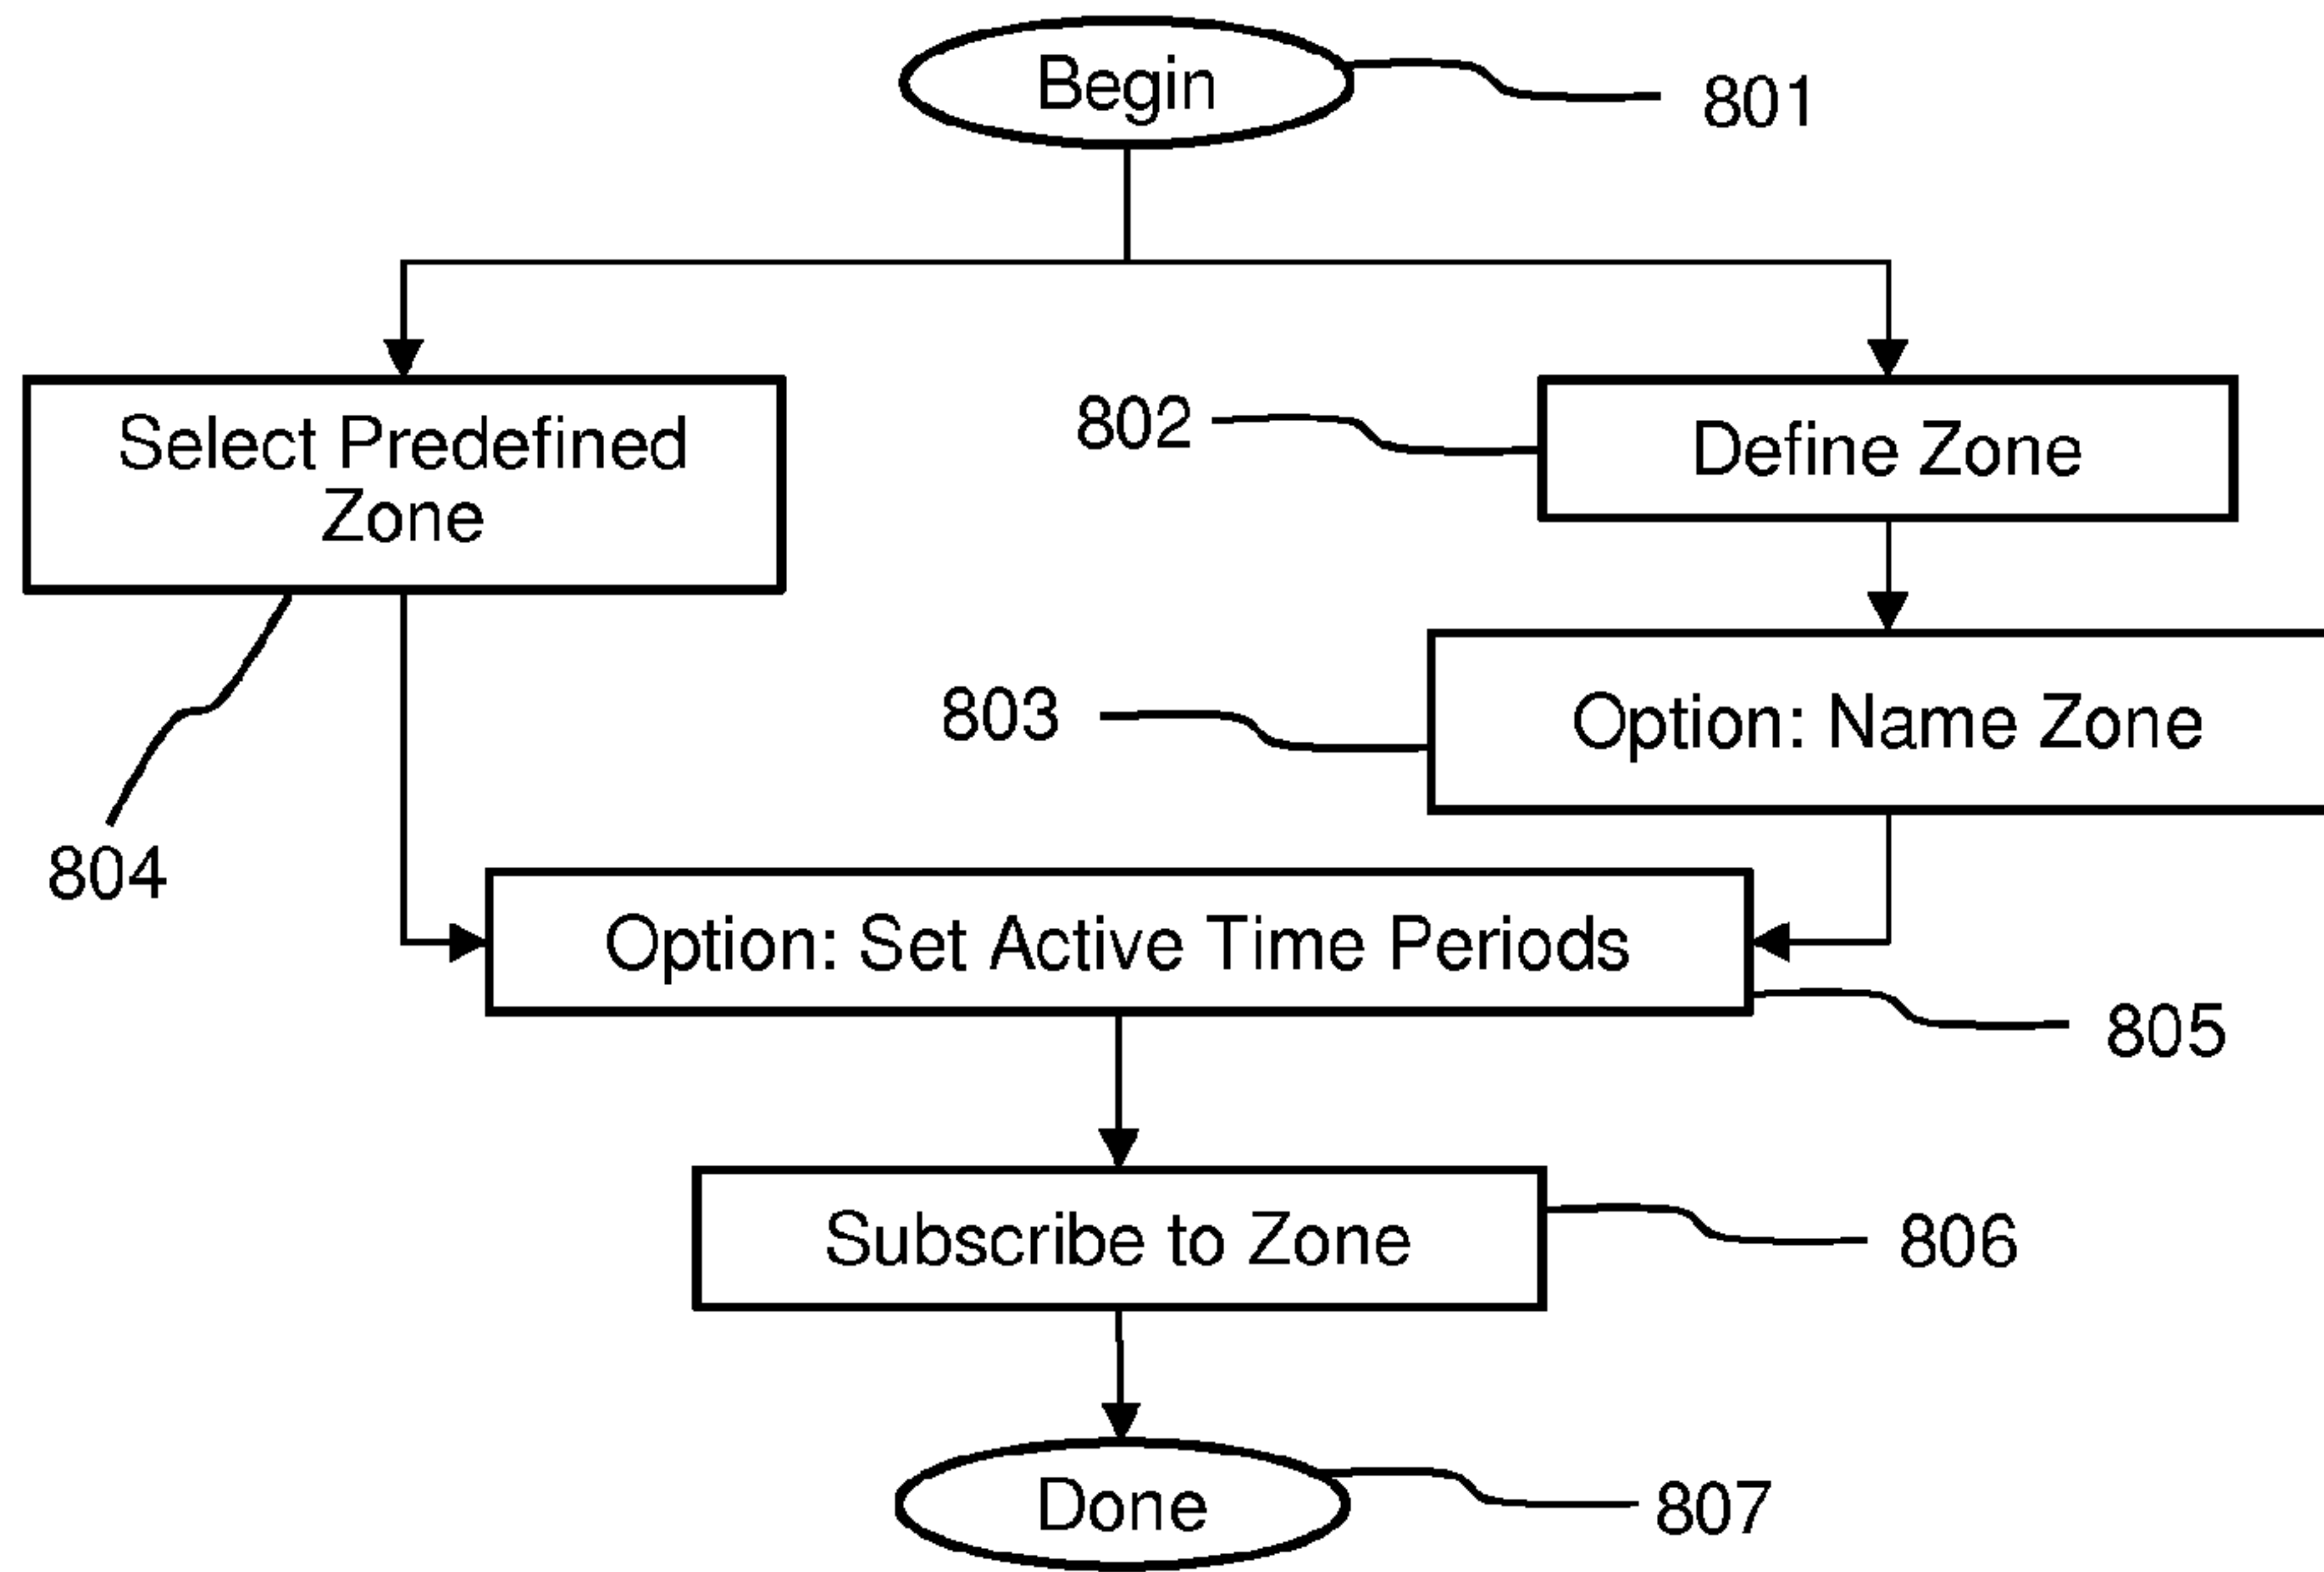 Begin
801
Select Predefined
Zone
802
Define Zone
803
Option: Name Zone
804
Option: Set Active Time Periods
805
Subscribe to Zone
806
Done
807